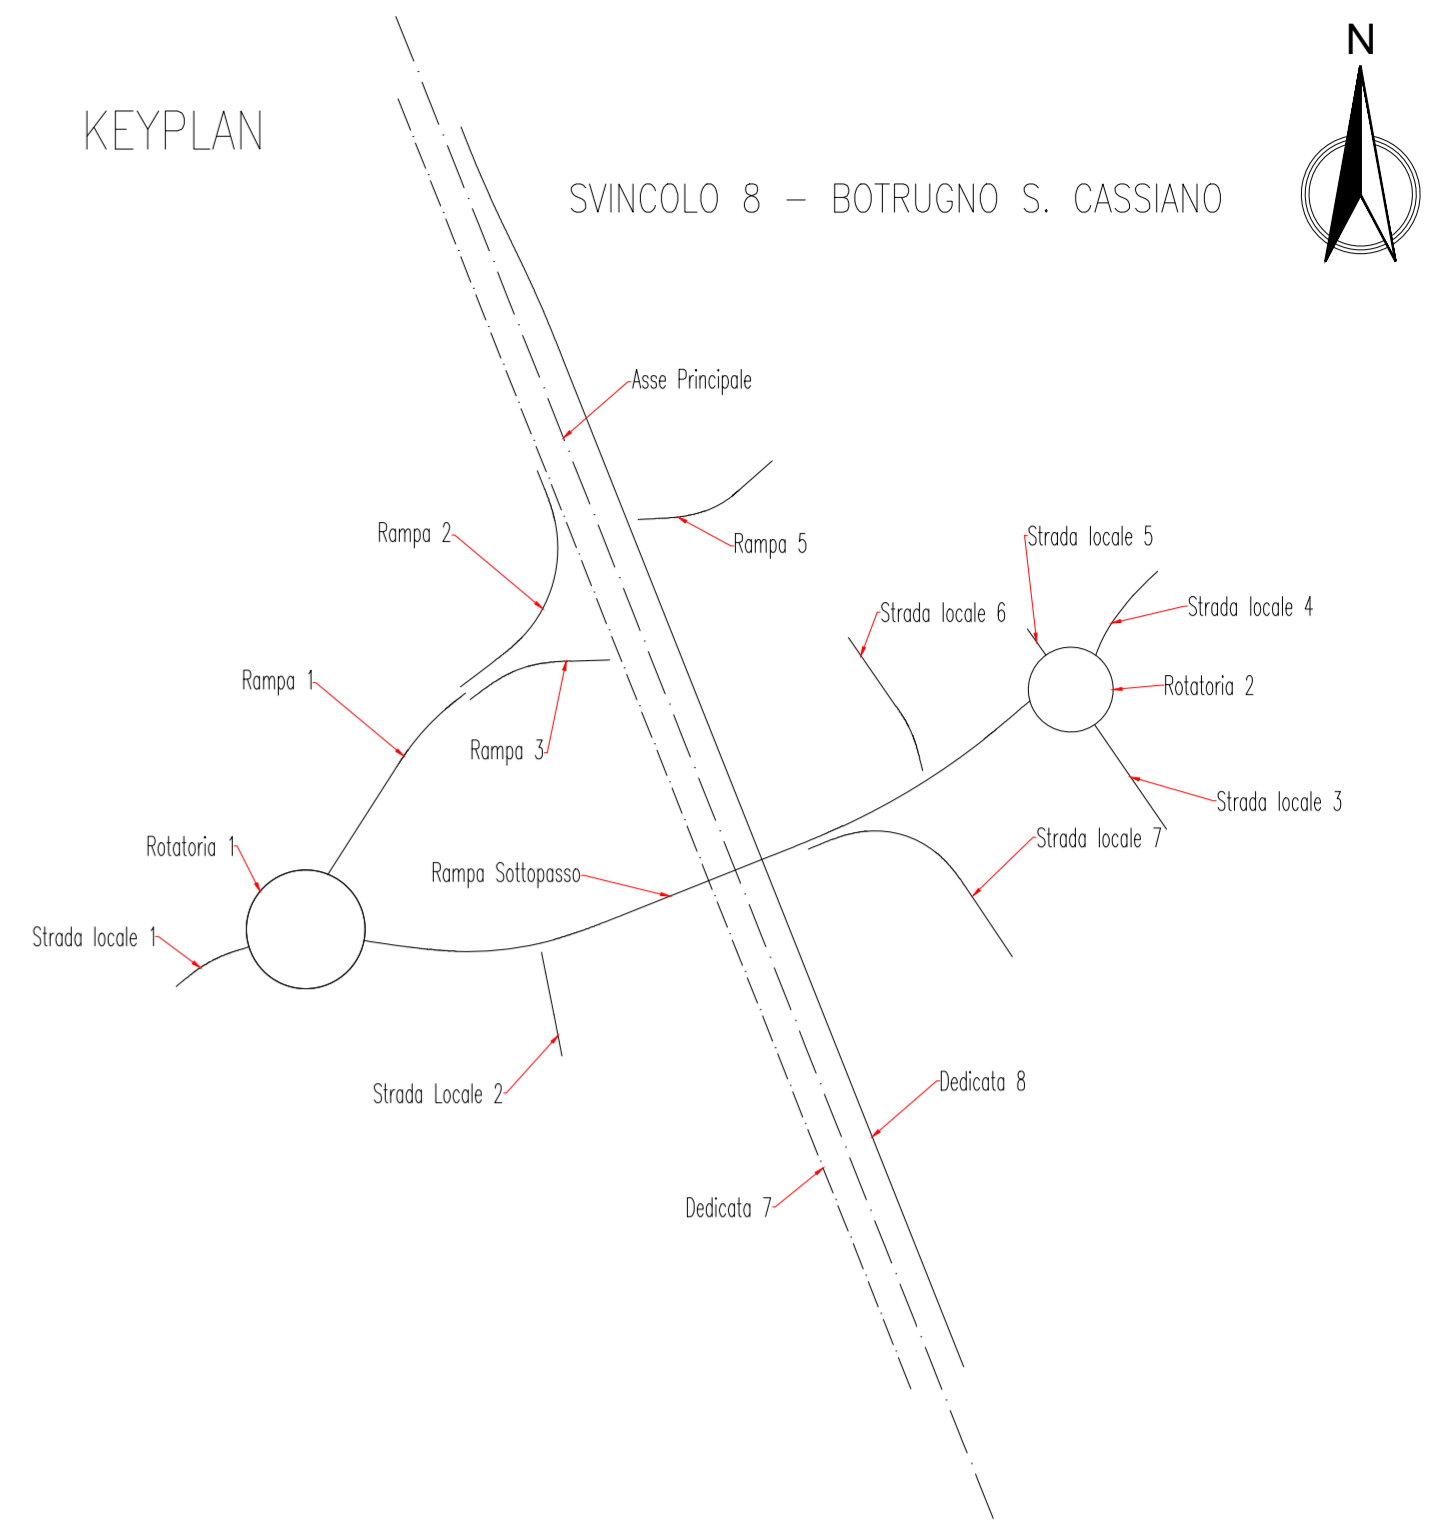 N
KEYPLAN
SVINCOLO 8 - BOTRUGNO S. CASSIANO
Asse Principale
Rampa 2
Rampa 5
Strada locale 5
Strada locale 6
Strada locale 4
Rampa 1
Rotatoria 2
Rampa 3
Strada locale 3
Rotatoria 1
Strada locale 7
Rampa Sottopasso
Strada locale 1
Strada Locale 2
Dedicata 8
Dedicata 7